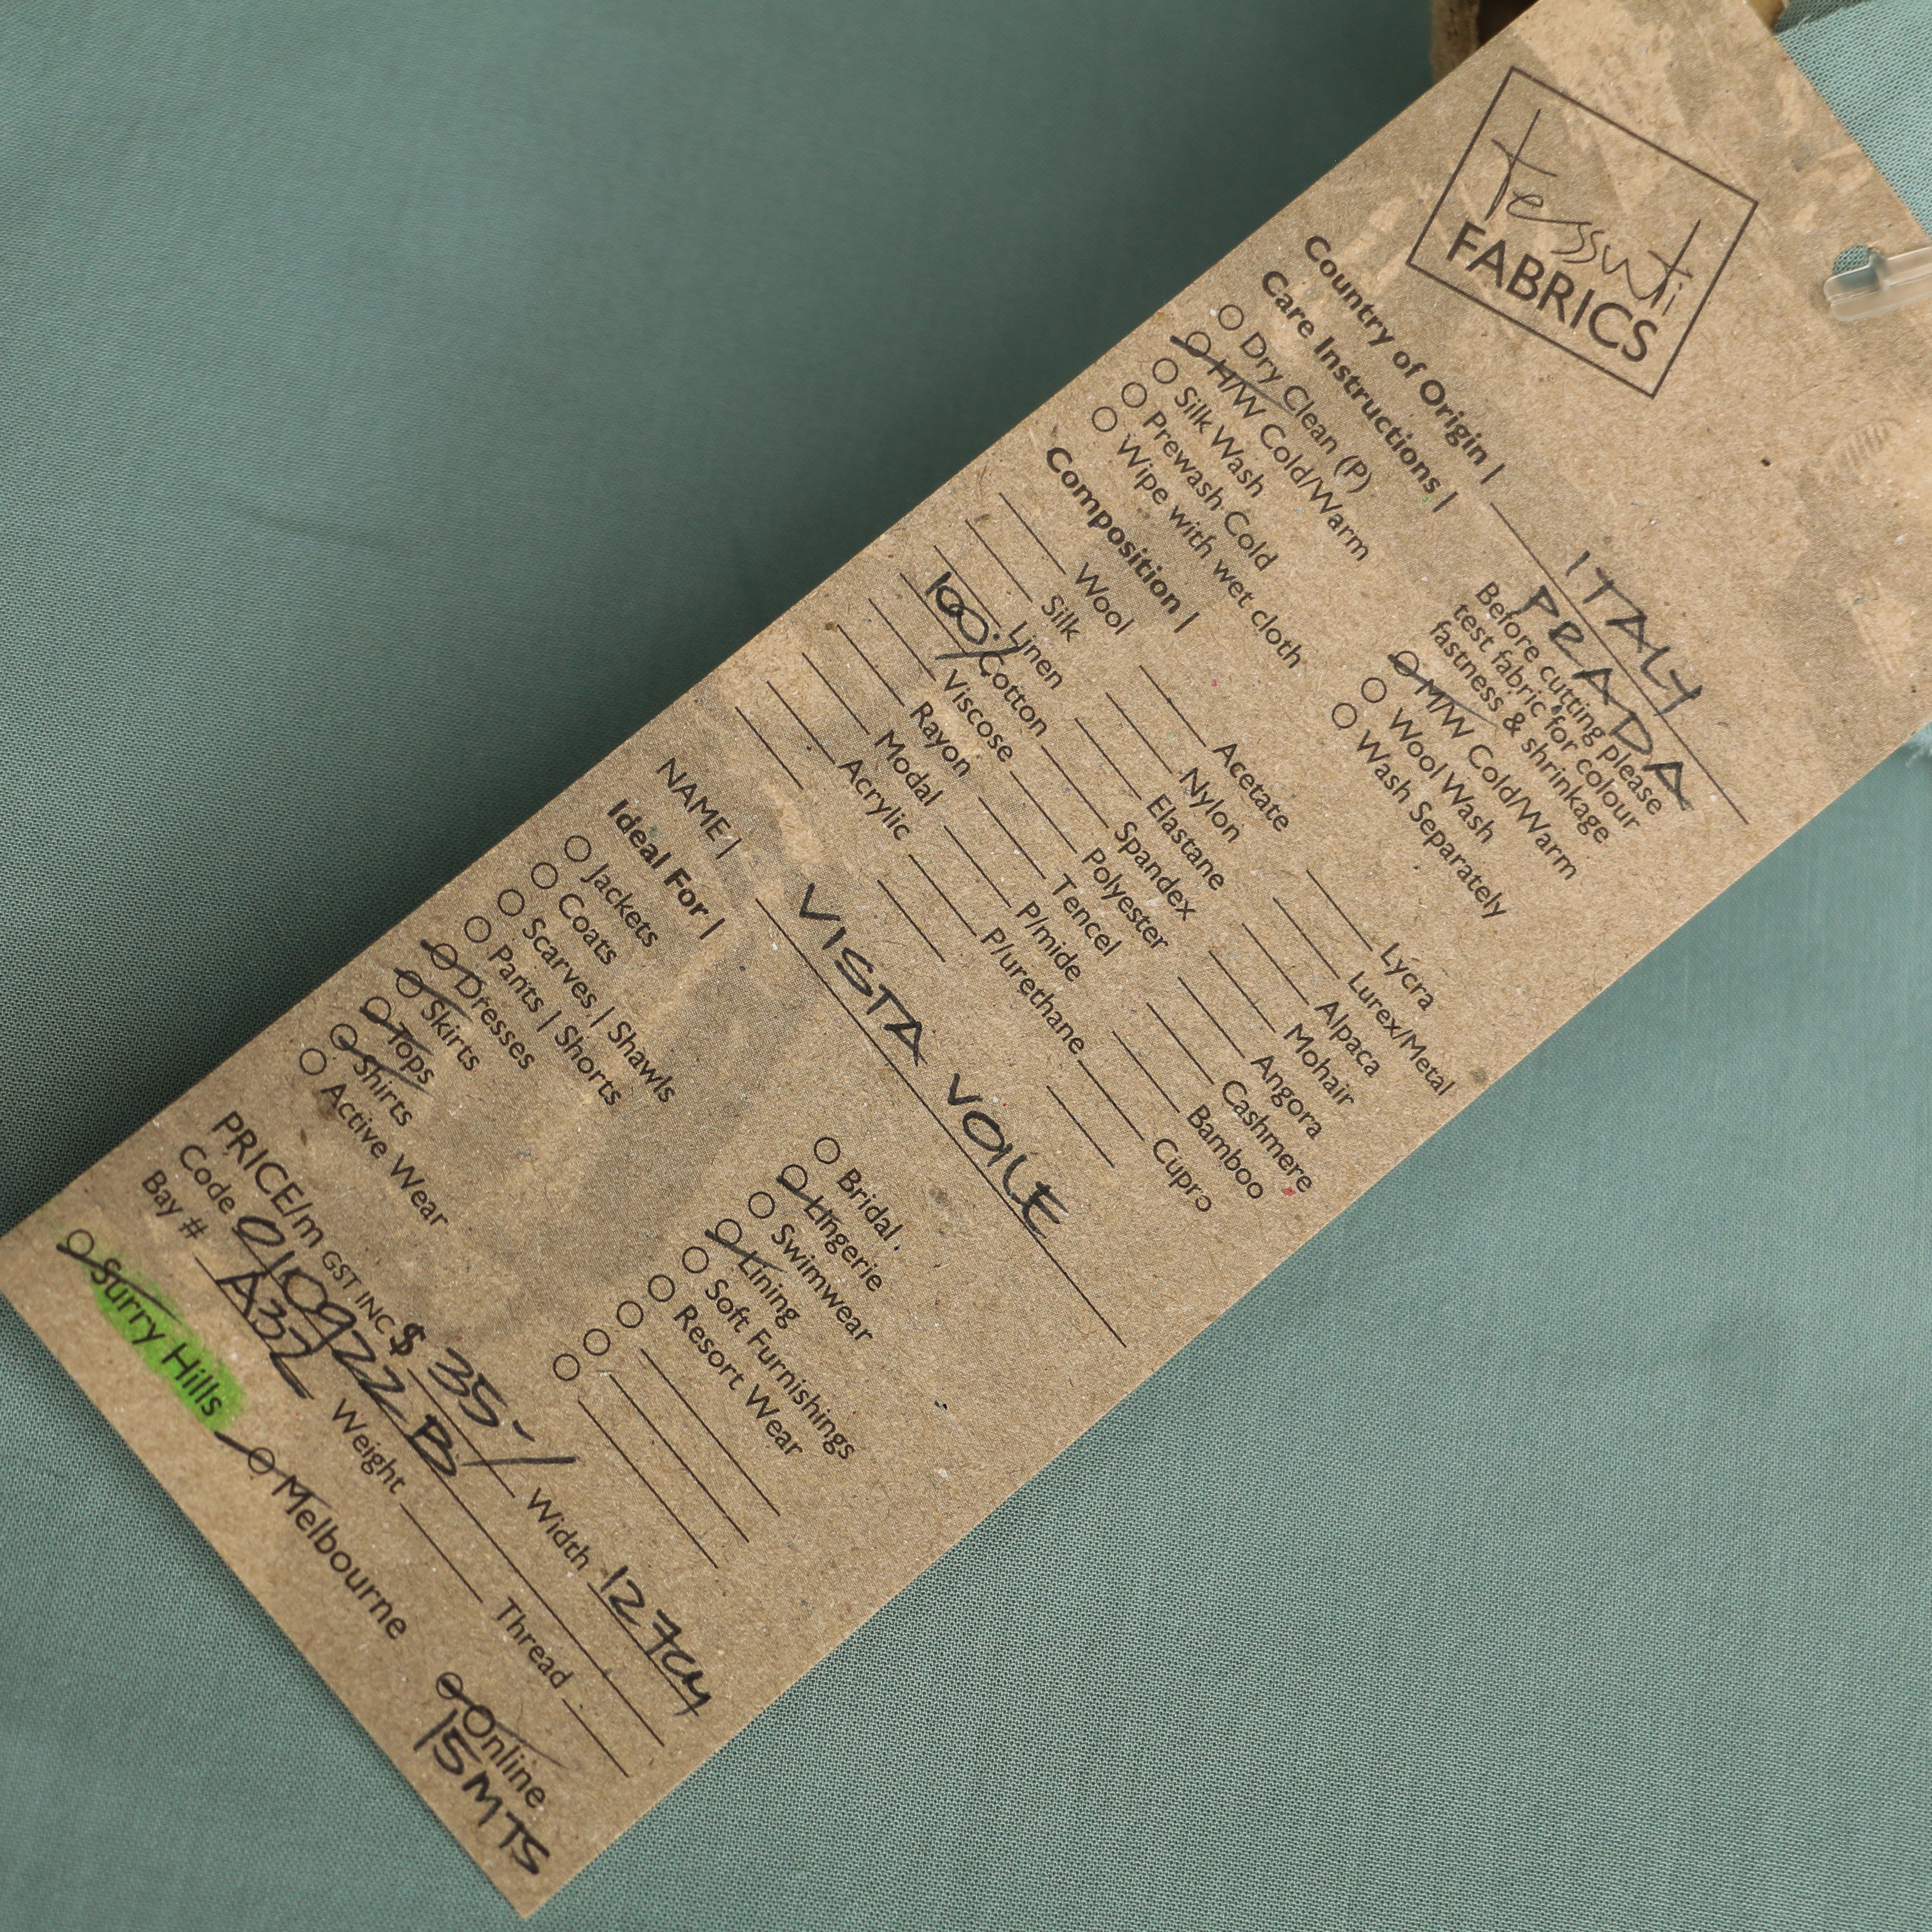 tessuti
FABRICS
Country of Origin | ITALY
PRADA
Care Instructions |
Before cutting please
test fabric for colour
fastness & shrinkage
Dry Clean (P)
H/W Cold/Warm
M/W Cold/Warm
Silk Wash
Wool Wash
Prewash Cold
Wash Separately
Wipe with wet cloth
Composition |
Wool Acetate Lycra
Silk Nylon Lurex/Metal
Linen Elastane Alpaca
100% Cotton Spandex Mohair
Viscose Polyester Angora
Rayon Tencel Cashmere
Modal P/mide Bamboo
Acrylic P/urethane Cupro
NAME | VISTA VOILE
Ideal For |
Jackets Bridal
Coats Lingerie
Scarves | Shawls Swimwear
Pants | Shorts Lining
Dresses Soft Furnishings
Skirts Resort Wear
Tops
Shirts
Active Wear
PRICE/m GST INC. $ 35-/ Width 127cm
Code 010922 B
Bay # A32L Weight Thread
Surry Hills Melbourne Online
15MTS